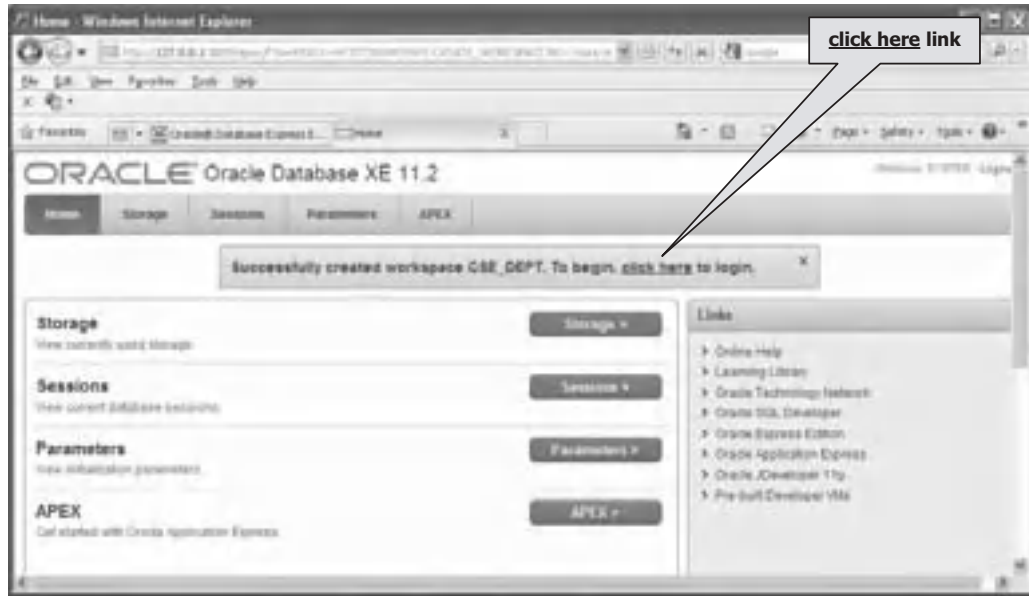 Home - Windows Internet Explorer
click here link
Favorites Tools Help
Favorites
Home
Page Safety Tools
ORACLE Oracle Database XE 11.2
Home Storage Sessions Parameters APEX
Successfully created workspace CSE_DEPT. To begin, click here to login. x
Storage
View currently used storage.
Storage >
Sessions
View current database sessions.
Sessions >
Parameters
View initialization parameters.
Parameters >
APEX
Get started with Oracle Application Express.
APEX >
Links
Online Help
Learning Library
Oracle Technology Network
Oracle SQL Developer
Oracle Express Edition
Oracle Application Express
Oracle JDeveloper 11g
Pre-built Developer VMs